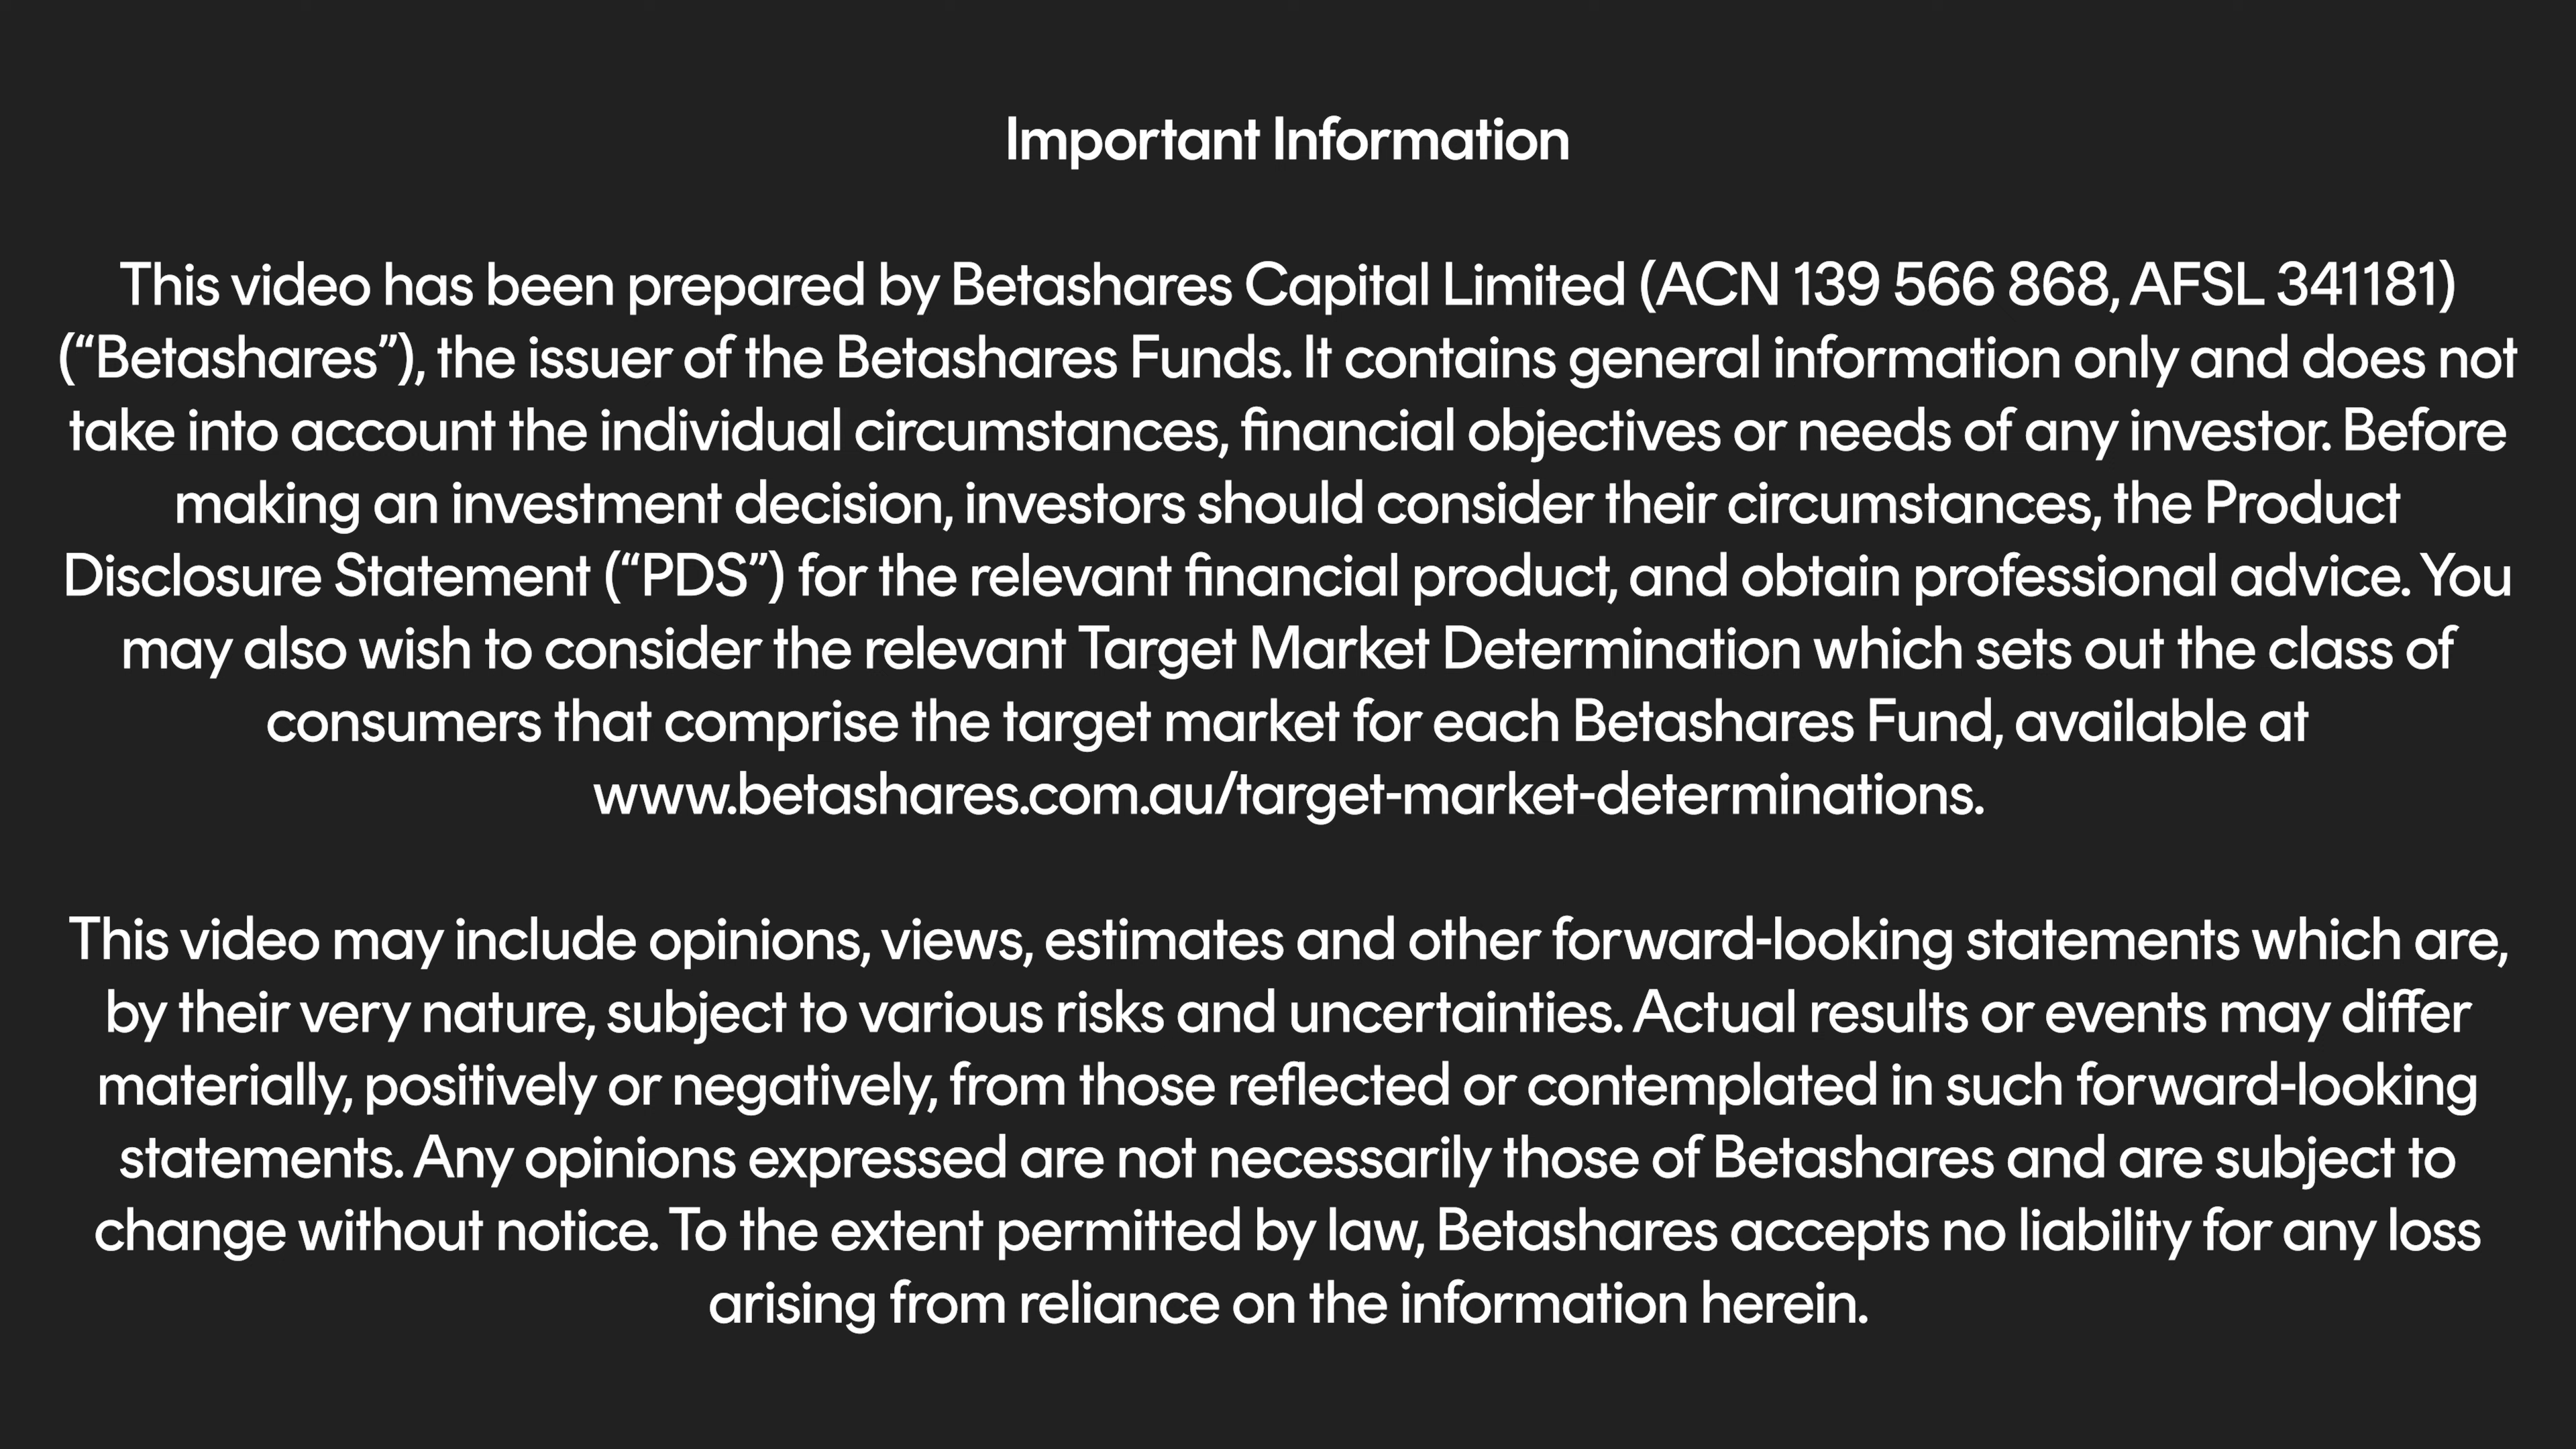 Important Information
This video has been prepared by Betashares Capital Limited (ACN 139 566 868, AFSL 341181)
(“Betashares”), the issuer of the Betashares Funds. It contains general information only and does not
take into account the individual circumstances, financial objectives or needs of any investor. Before
making an investment decision, investors should consider their circumstances, the Product
Disclosure Statement (“PDS”) for the relevant financial product, and obtain professional advice. You
may also wish to consider the relevant Target Market Determination which sets out the class of
consumers that comprise the target market for each Betashares Fund, available at
www.betashares.com.au/target-market-determinations.
This video may include opinions, views, estimates and other forward-looking statements which are,
by their very nature, subject to various risks and uncertainties. Actual results or events may differ
materially, positively or negatively, from those reflected or contemplated in such forward-looking
statements. Any opinions expressed are not necessarily those of Betashares and are subject to
change without notice. To the extent permitted by law, Betashares accepts no liability for any loss
arising from reliance on the information herein.